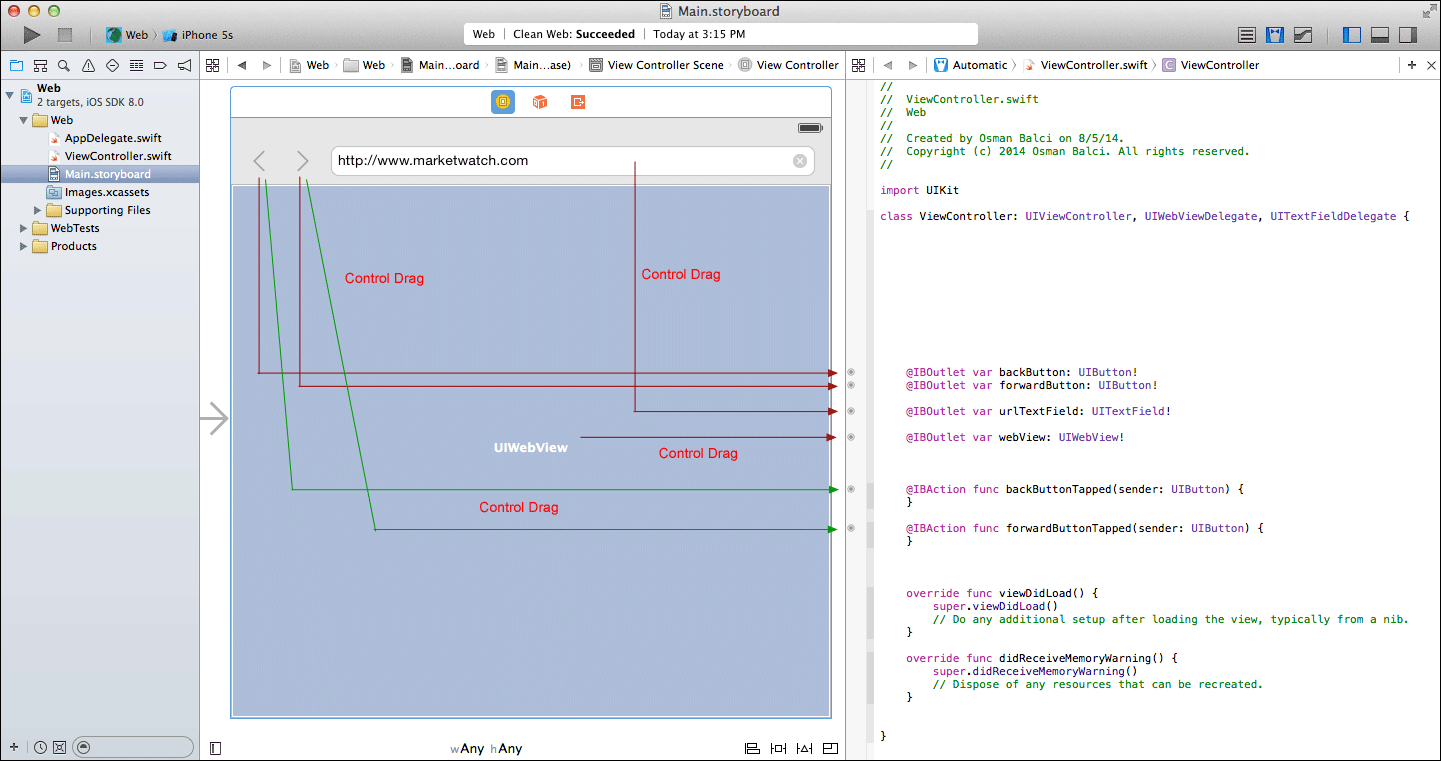 Main.storyboard
Web 〉 iPhone 5s
Web | Clean Web: Succeeded | Today at 3:15 PM
Web 〉 Web 〉 Main...oard 〉 Main...ase) 〉 View Controller Scene 〉 View Controller
Automatic 〉 ViewController.swift 〉 C ViewController
Web
2 targets, iOS SDK 8.0
Web
AppDelegate.swift
ViewController.swift
Main.storyboard
Images.xcassets
Supporting Files
WebTests
Products
http://www.marketwatch.com
Control Drag
Control Drag
UIWebView
Control Drag
Control Drag
wAny hAny
//
// ViewController.swift
// Web
//
// Created by Osman Balci on 8/5/14.
// Copyright (c) 2014 Osman Balci. All rights reserved.
//
import UIKit
class ViewController: UIViewController, UIWebViewDelegate, UITextFieldDelegate {
@IBOutlet var backButton: UIButton!
@IBOutlet var forwardButton: UIButton!
@IBOutlet var urlTextField: UITextField!
@IBOutlet var webView: UIWebView!
@IBAction func backButtonTapped(sender: UIButton) {
}
@IBAction func forwardButtonTapped(sender: UIButton) {
}
override func viewDidLoad() {
super.viewDidLoad()
// Do any additional setup after loading the view, typically from a nib.
}
override func didReceiveMemoryWarning() {
super.didReceiveMemoryWarning()
// Dispose of any resources that can be recreated.
}
}